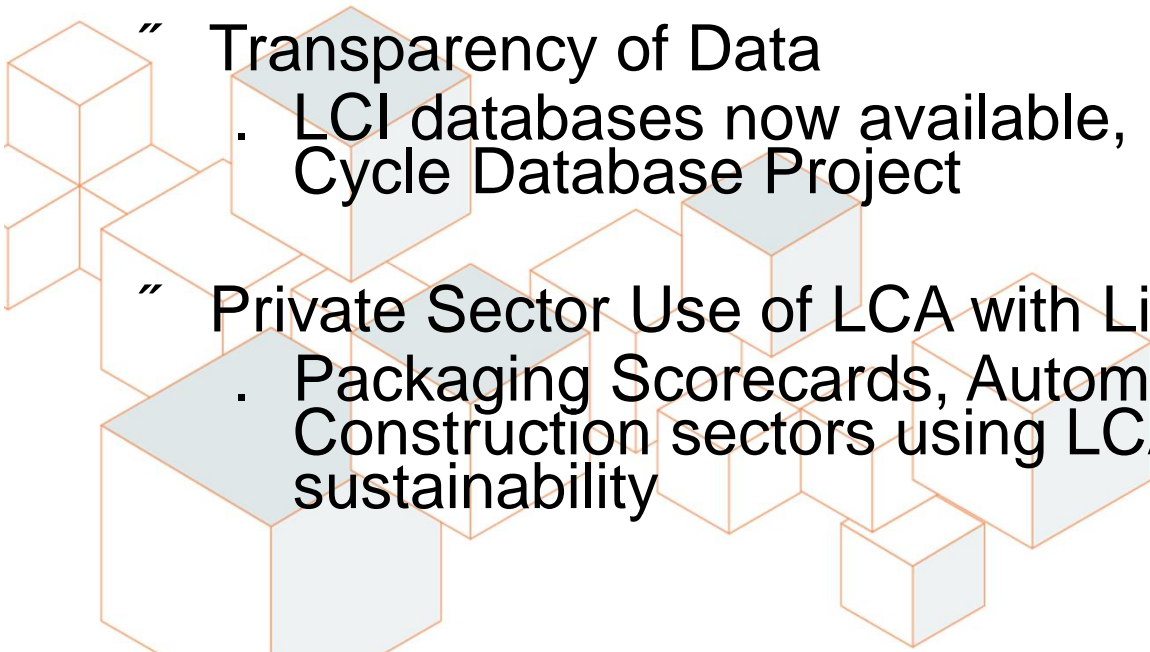 ˝ Transparency of Data
. LCI databases now available,
Cycle Database Project
˝ Private Sector Use of LCA with Li
. Packaging Scorecards, Autom
Construction sectors using LCA
sustainability